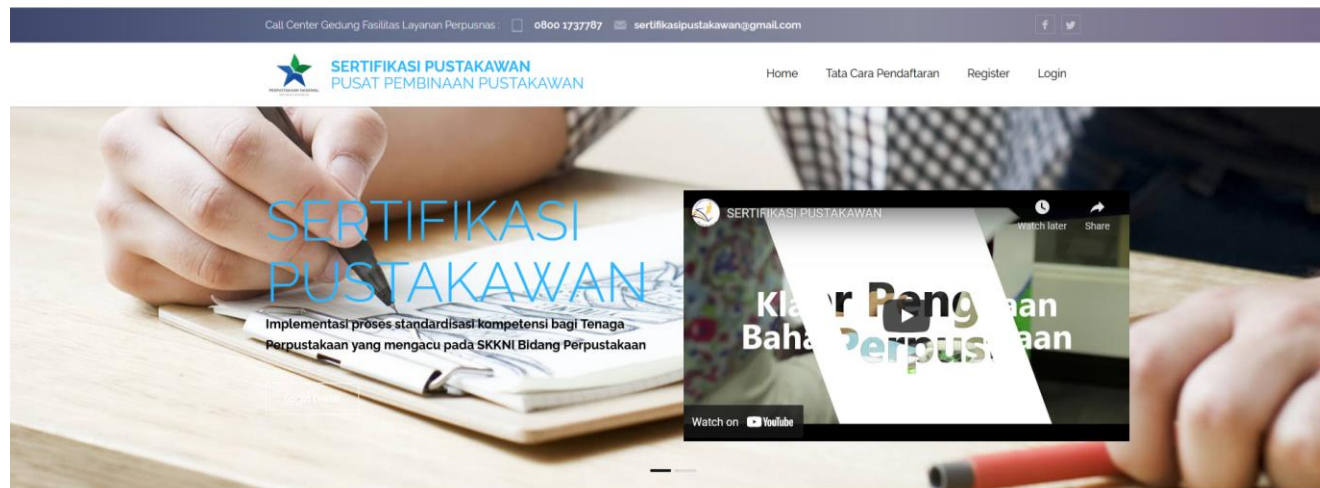 Call Center Gedung Fasilitas Layanan Perpusnas : 0800 1737787 sertifikasipustakawan@gmail.com
SERTIFIKASI PUSTAKAWAN
PUSAT PEMBINAAN PUSTAKAWAN
PERPUSTAKAAN NASIONAL
Home Tata Cara Pendaftaran Register Login
SERTIFIKASI
PUSTAKAWAN
Implementasi proses standardisasi kompetensi bagi Tenaga
Perpustakaan yang mengacu pada SKKNI Bidang Perpustakaan
SERTIFIKASI PUSTAKAWAN
Watch later Share
Watch on YouTube